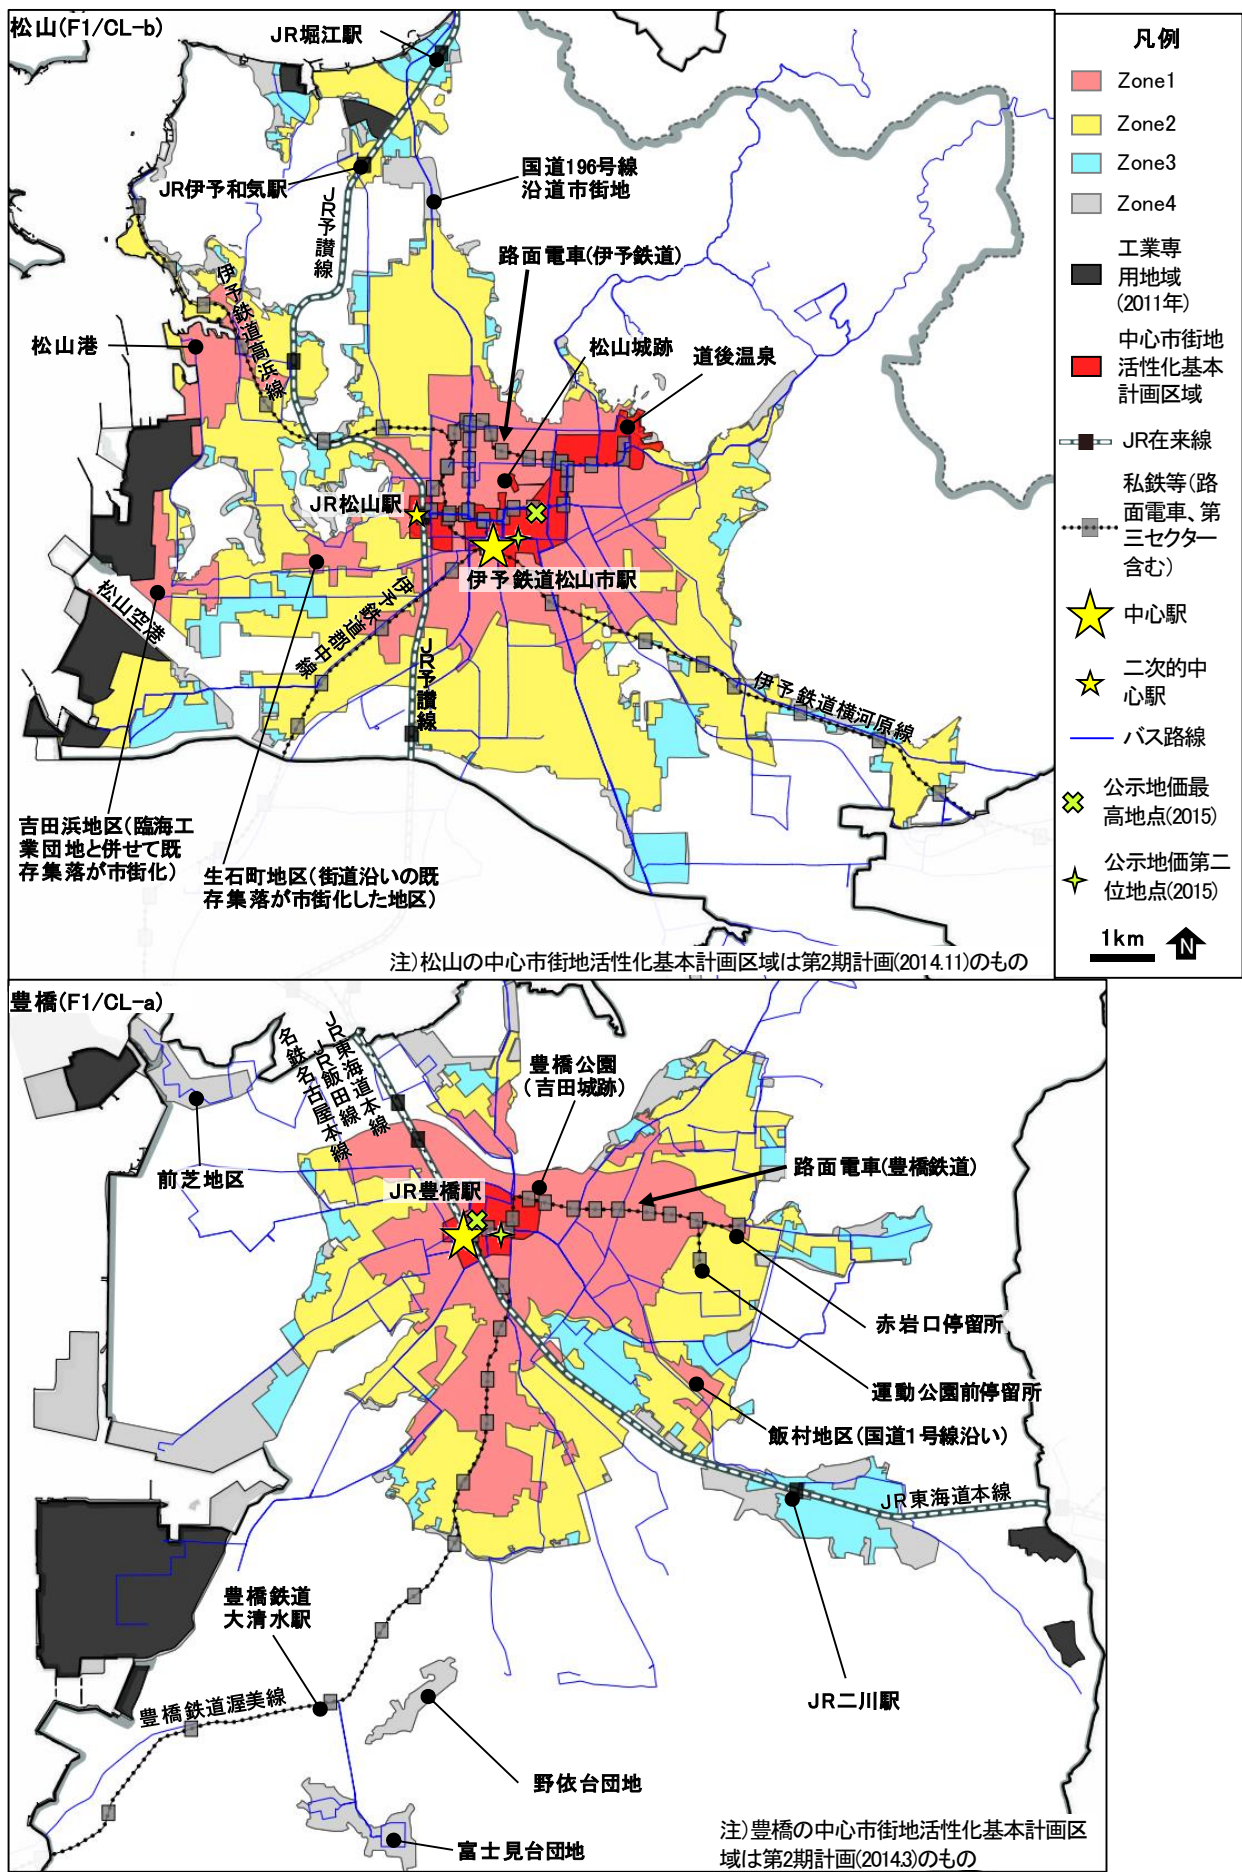 松山(F1/CL-b)
JR堀江駅
JR伊予和気駅
国道196号線
沿道市街地
JR予讃線
路面電車(伊予鉄道)
伊予鉄道高浜線
松山港
松山城跡
道後温泉
JR松山駅
伊予鉄道松山市駅
松山空港
伊予鉄道郡中線
JR予讃線
伊予鉄道横河原線
吉田浜地区(臨海工
業団地と併せて既
存集落が市街化)
生石町地区(街道沿いの既
存集落が市街化した地区)
注)松山の中心市街地活性化基本計画区域は第2期計画(2014.11)のもの
凡例
Zone1
Zone2
Zone3
Zone4
工業専
用地域
(2011年)
中心市街地
活性化基本
計画区域
JR在来線
私鉄等(路
面電車、第
三セクター
含む)
中心駅
二次的中
心駅
バス路線
公示地価最
高地点(2015)
公示地価第二
位地点(2015)
1km
N
豊橋(F1/CL-a)
名鉄名古屋本線
JR飯田線
JR東海道本線
豊橋公園
(吉田城跡)
前芝地区
JR豊橋駅
路面電車(豊橋鉄道)
赤岩口停留所
運動公園前停留所
飯村地区(国道1号線沿い)
JR東海道本線
豊橋鉄道
大清水駅
豊橋鉄道渥美線
JR二川駅
野依台団地
富士見台団地
注)豊橋の中心市街地活性化基本計画区
域は第2期計画(2014.3)のもの